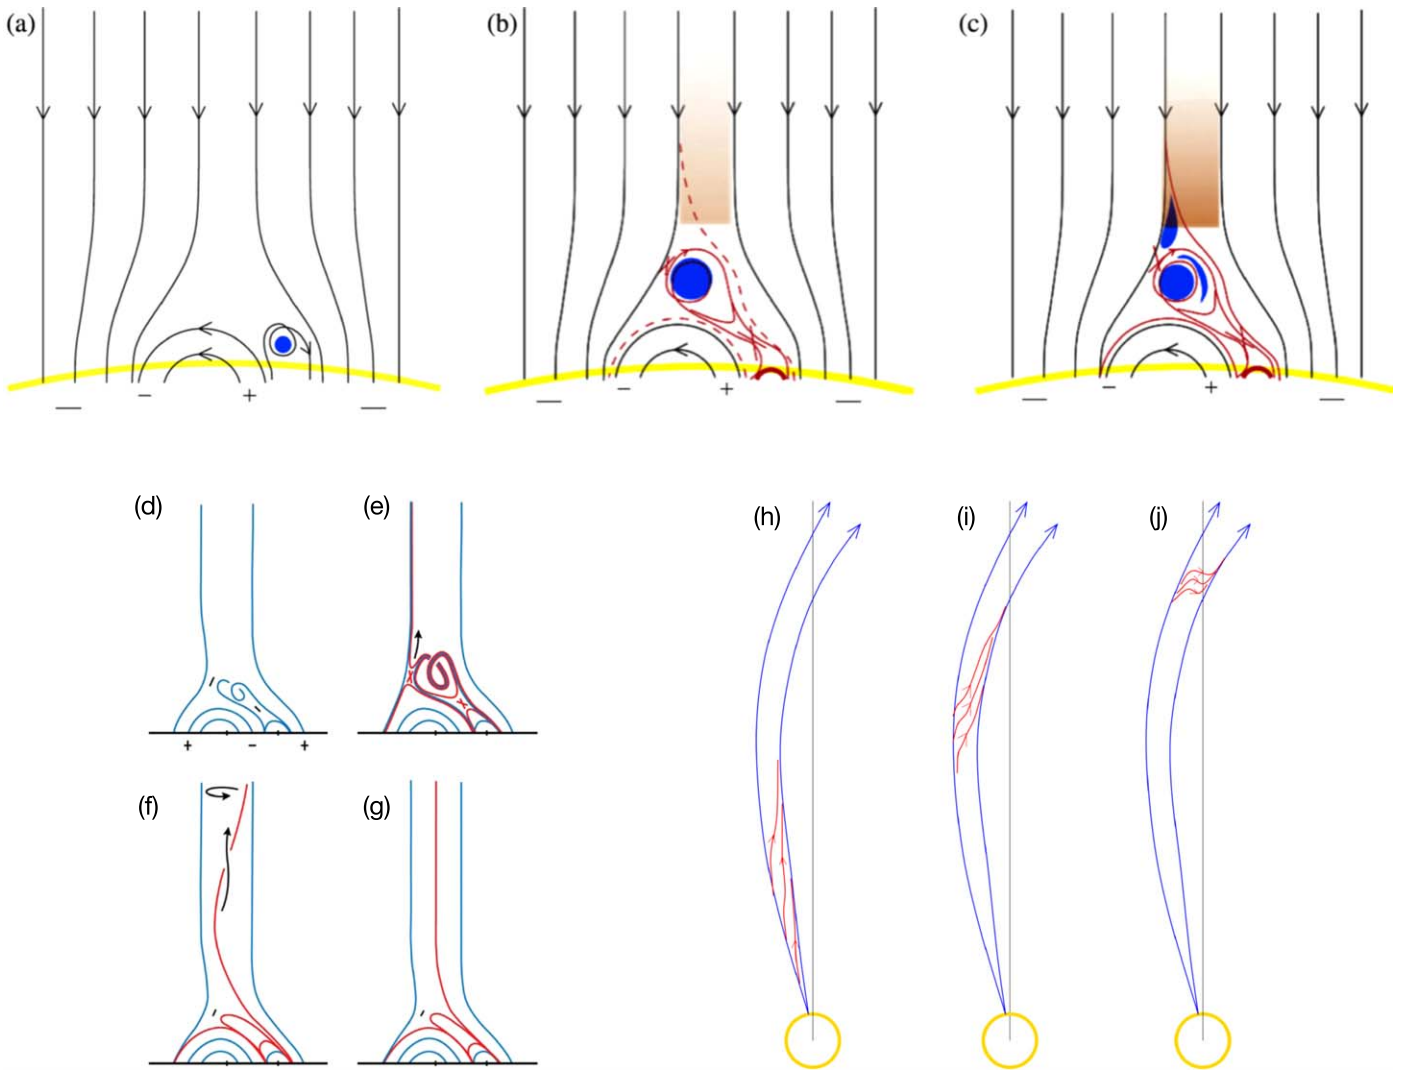 (a) (b) (c)
— − + —
— − + —
— − + —
(d) (e)
+ − +
(f) (g)
(h) (i) (j)